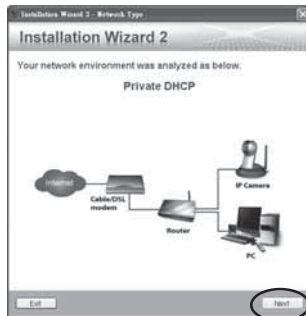 Installation Wizard 2 - Network Type
Installation Wizard 2
Your network environment was analyzed as below.
Private DHCP
Internet
Cable/DSL
modem
Router
IP Camera
PC
Exit
Next